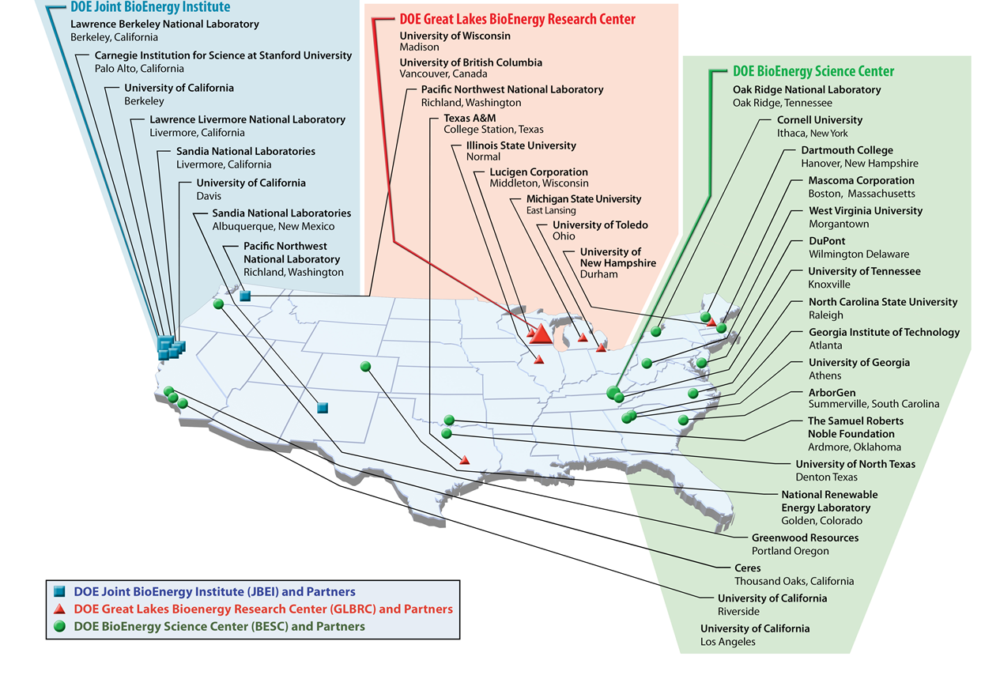 DOE Joint BioEnergy Institute
Lawrence Berkeley National Laboratory
Berkeley, California
Carnegie Institution for Science at Stanford University
Palo Alto, California
University of California
Berkeley
Lawrence Livermore National Laboratory
Livermore, California
Sandia National Laboratories
Livermore, California
University of California
Davis
Sandia National Laboratories
Albuquerque, New Mexico
Pacific Northwest
National Laboratory
Richland, Washington
DOE Great Lakes BioEnergy Research Center
University of Wisconsin
Madison
University of British Columbia
Vancouver, Canada
Pacific Northwest National Laboratory
Richland, Washington
Texas A&M
College Station, Texas
Illinois State University
Normal
Lucigen Corporation
Middleton, Wisconsin
Michigan State University
East Lansing
University of Toledo
Ohio
University of
New Hampshire
Durham
DOE BioEnergy Science Center
Oak Ridge National Laboratory
Oak Ridge, Tennessee
Cornell University
Ithaca, New York
Dartmouth College
Hanover, New Hampshire
Mascoma Corporation
Boston, Massachusetts
West Virginia University
Morgantown
DuPont
Wilmington Delaware
University of Tennessee
Knoxville
North Carolina State University
Raleigh
Georgia Institute of Technology
Atlanta
University of Georgia
Athens
ArborGen
Summerville, South Carolina
The Samuel Roberts
Noble Foundation
Ardmore, Oklahoma
University of North Texas
Denton Texas
National Renewable
Energy Laboratory
Golden, Colorado
Greenwood Resources
Portland Oregon
Ceres
Thousand Oaks, California
University of California
Riverside
University of California
Los Angeles
DOE Joint BioEnergy Institute (JBEI) and Partners
DOE Great Lakes Bioenergy Research Center (GLBRC) and Partners
DOE BioEnergy Science Center (BESC) and Partners